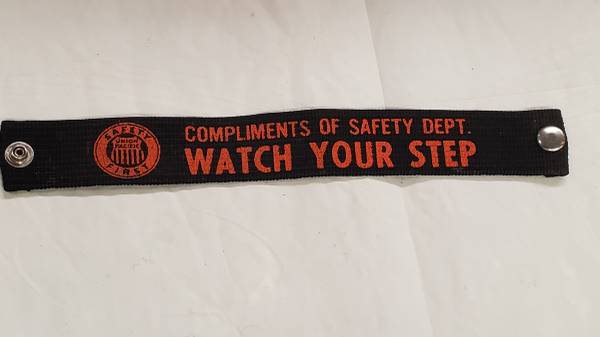 SAFETY
UNION
PACIFIC
FIRST
COMPLIMENTS OF SAFETY DEPT.
WATCH YOUR STEP